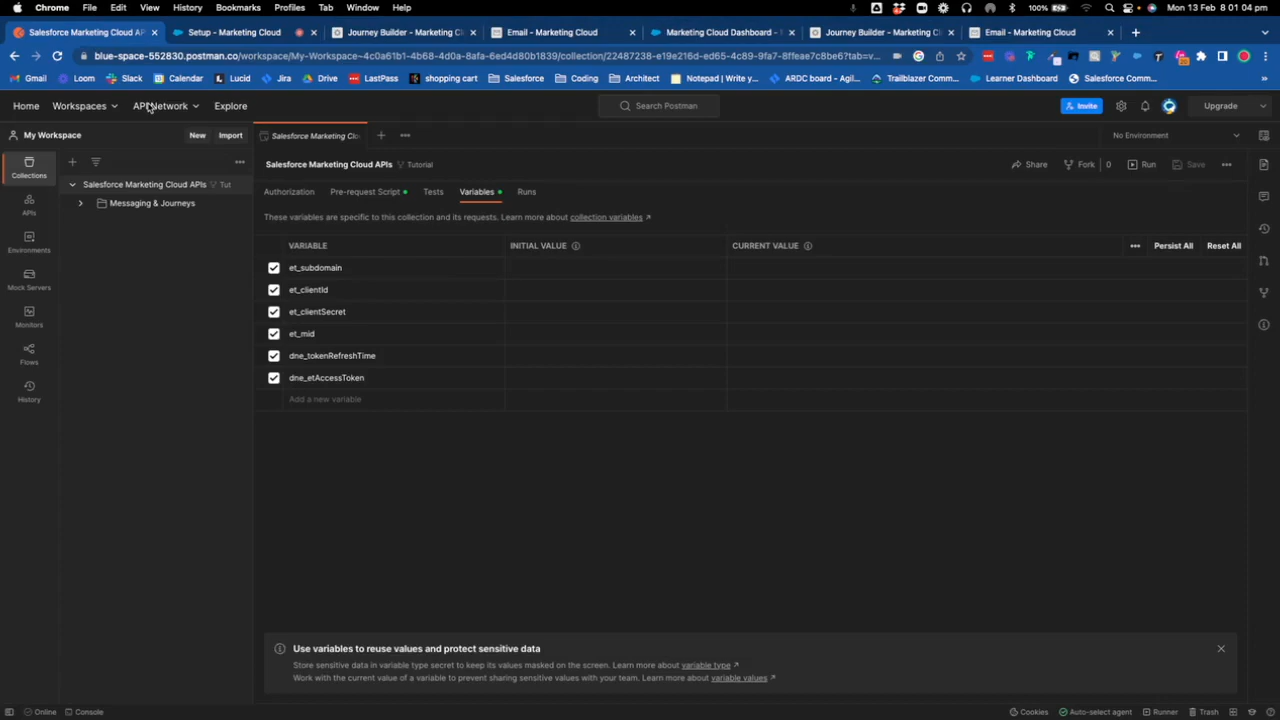 Chrome File Edit View History Bookmarks Profiles Tab Window Help 100% Mon 13 Feb 8 01 04 pm
Salesforce Marketing Cloud AP Setup - Marketing Cloud Journey Builder - Marketing C Email - Marketing Cloud Marketing Cloud Dashboard - Journey Builder - Marketing C Email - Marketing Cloud
blue-space-552830.postman.co/workspace/My-Workspace~4c0a61b1-4b68-4d0a-8afa-6ed4d80b1839/collection/22487238-e19e216d-ed65-4c89-9fa7-8ffeae7c8be6?tab=v...
Gmail Loom Slack Calendar Lucid Jira Drive LastPass shopping cart Salesforce Coding Architect Notepad | Write y... ARDC board - Agil... Trailblazer Comm... Learner Dashboard Salesforce Comm...
Home Workspaces API Network Explore Search Postman Invite Upgrade
My Workspace New Import Salesforce Marketing Clo No Environment
Salesforce Marketing Cloud APIs Tutorial Share Fork 0 Run Save
Collections
Salesforce Marketing Cloud APIs Tut
Messaging & Journeys
APIs
Environments
Mock Servers
Monitors
Flows
History
Authorization Pre-request Script Tests Variables Runs
These variables are specific to this collection and its requests. Learn more about collection variables
VARIABLE INITIAL VALUE CURRENT VALUE Persist All Reset All
et_subdomain
et_clientId
et_clientSecret
et_mid
dne_tokenRefreshTime
dne_etAccessToken
Add a new variable
Use variables to reuse values and protect sensitive data
Store sensitive data in variable type secret to keep its values masked on the screen. Learn more about variable type
Work with the current value of a variable to prevent sharing sensitive values with your team. Learn more about variable values
Online Console Cookies Auto-select agent Runner Trash